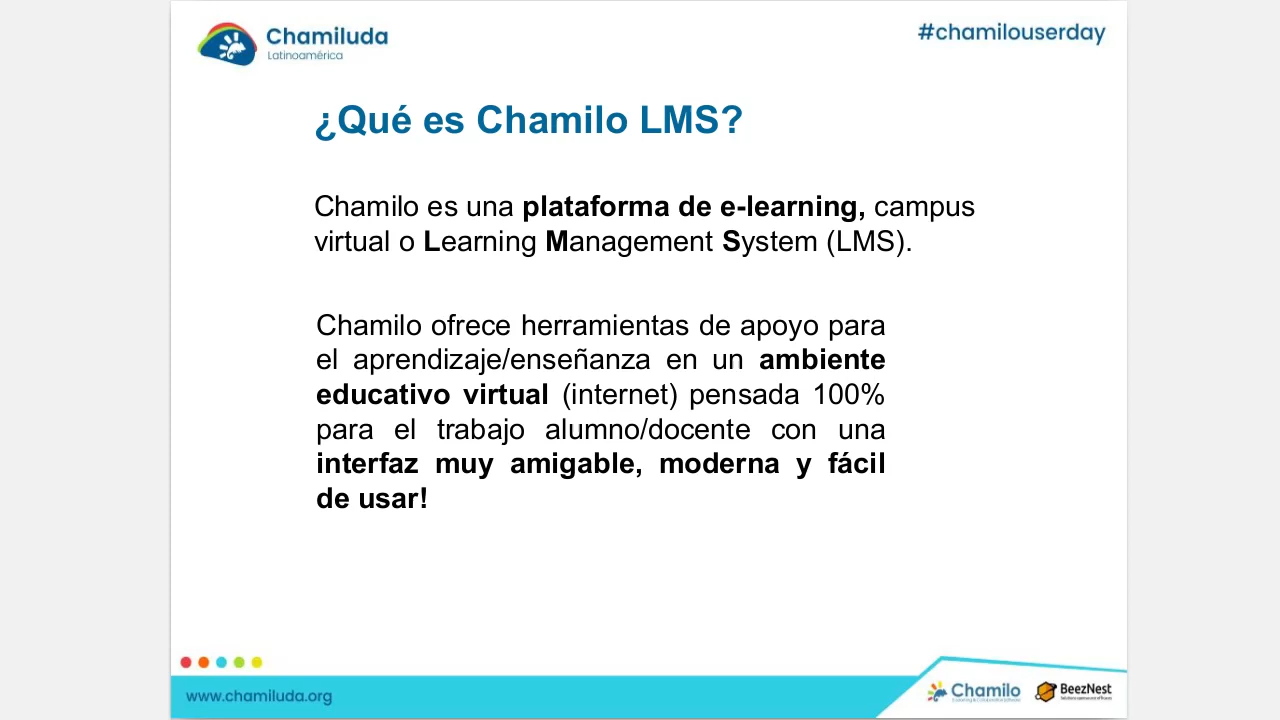 Chamiluda
Latinoamérica
#chamilouserday
¿Qué es Chamilo LMS?
Chamilo es una plataforma de e-learning, campus
virtual o Learning Management System (LMS).
Chamilo ofrece herramientas de apoyo para
el aprendizaje/enseñanza en un ambiente
educativo virtual (internet) pensada 100%
para el trabajo alumno/docente con una
interfaz muy amigable, moderna y fácil
de usar!
www.chamiluda.org
Chamilo
BeezNest